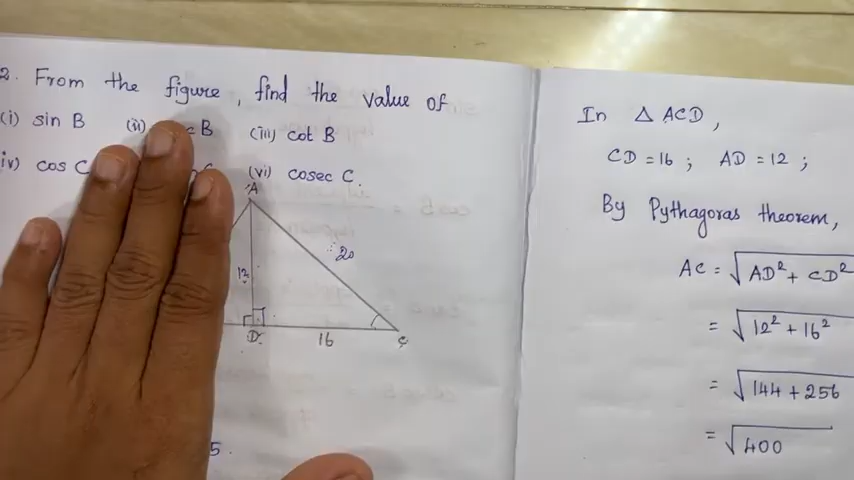 2. From the figure, find the value of
(i) sin B (ii) B (iii) cot B
iv) cos C (vi) cosec C.
A
20
12
D
16
C
5.
In △ ACD,
CD = 16 ; AD = 12 ;
By Pythagoras theorem,
AC = √AD² + CD²
= √12² + 16²
= √144 + 256
= √400